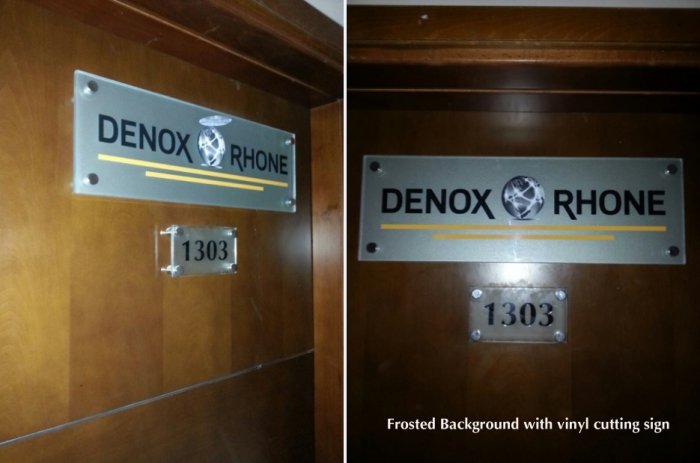 DENOX RHONE
1303
DENOX RHONE
1303
Frosted Background with vinyl cutting sign